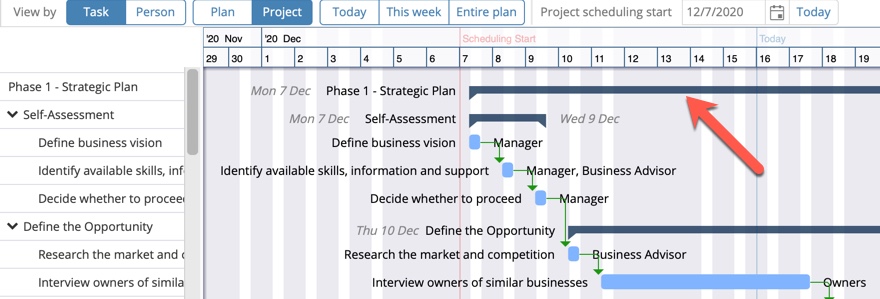 View by Task Person Plan Project Today This week Entire plan Project scheduling start 12/7/2020 Today
'20 Nov '20 Dec Scheduling Start Today
29 30 1 2 3 4 5 6 7 8 9 10 11 12 13 14 15 16 17 18 19
Phase 1 - Strategic Plan Mon 7 Dec Phase 1 - Strategic Plan
Self-Assessment Mon 7 Dec Self-Assessment Wed 9 Dec
Define business vision Define business vision Manager
Identify available skills, inf Identify available skills, information and support Manager, Business Advisor
Decide whether to proceed Decide whether to proceed Manager
Define the Opportunity Thu 10 Dec Define the Opportunity
Research the market and c Research the market and competition Business Advisor
Interview owners of simila Interview owners of similar businesses Owners